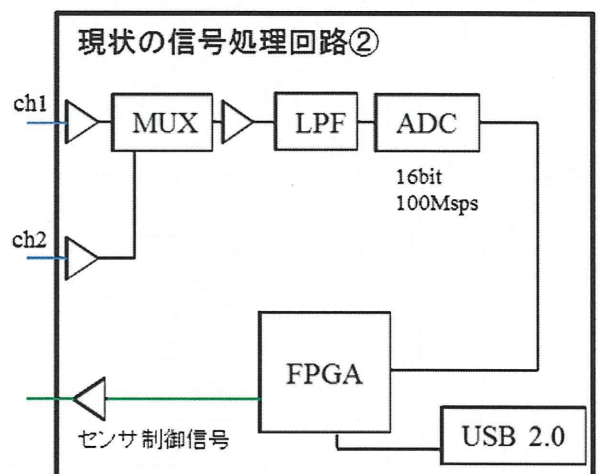 現状の信号処理回路②
ch1
MUX
LPF
ADC
16bit
100Msps
ch2
FPGA
センサ制御信号
USB 2.0